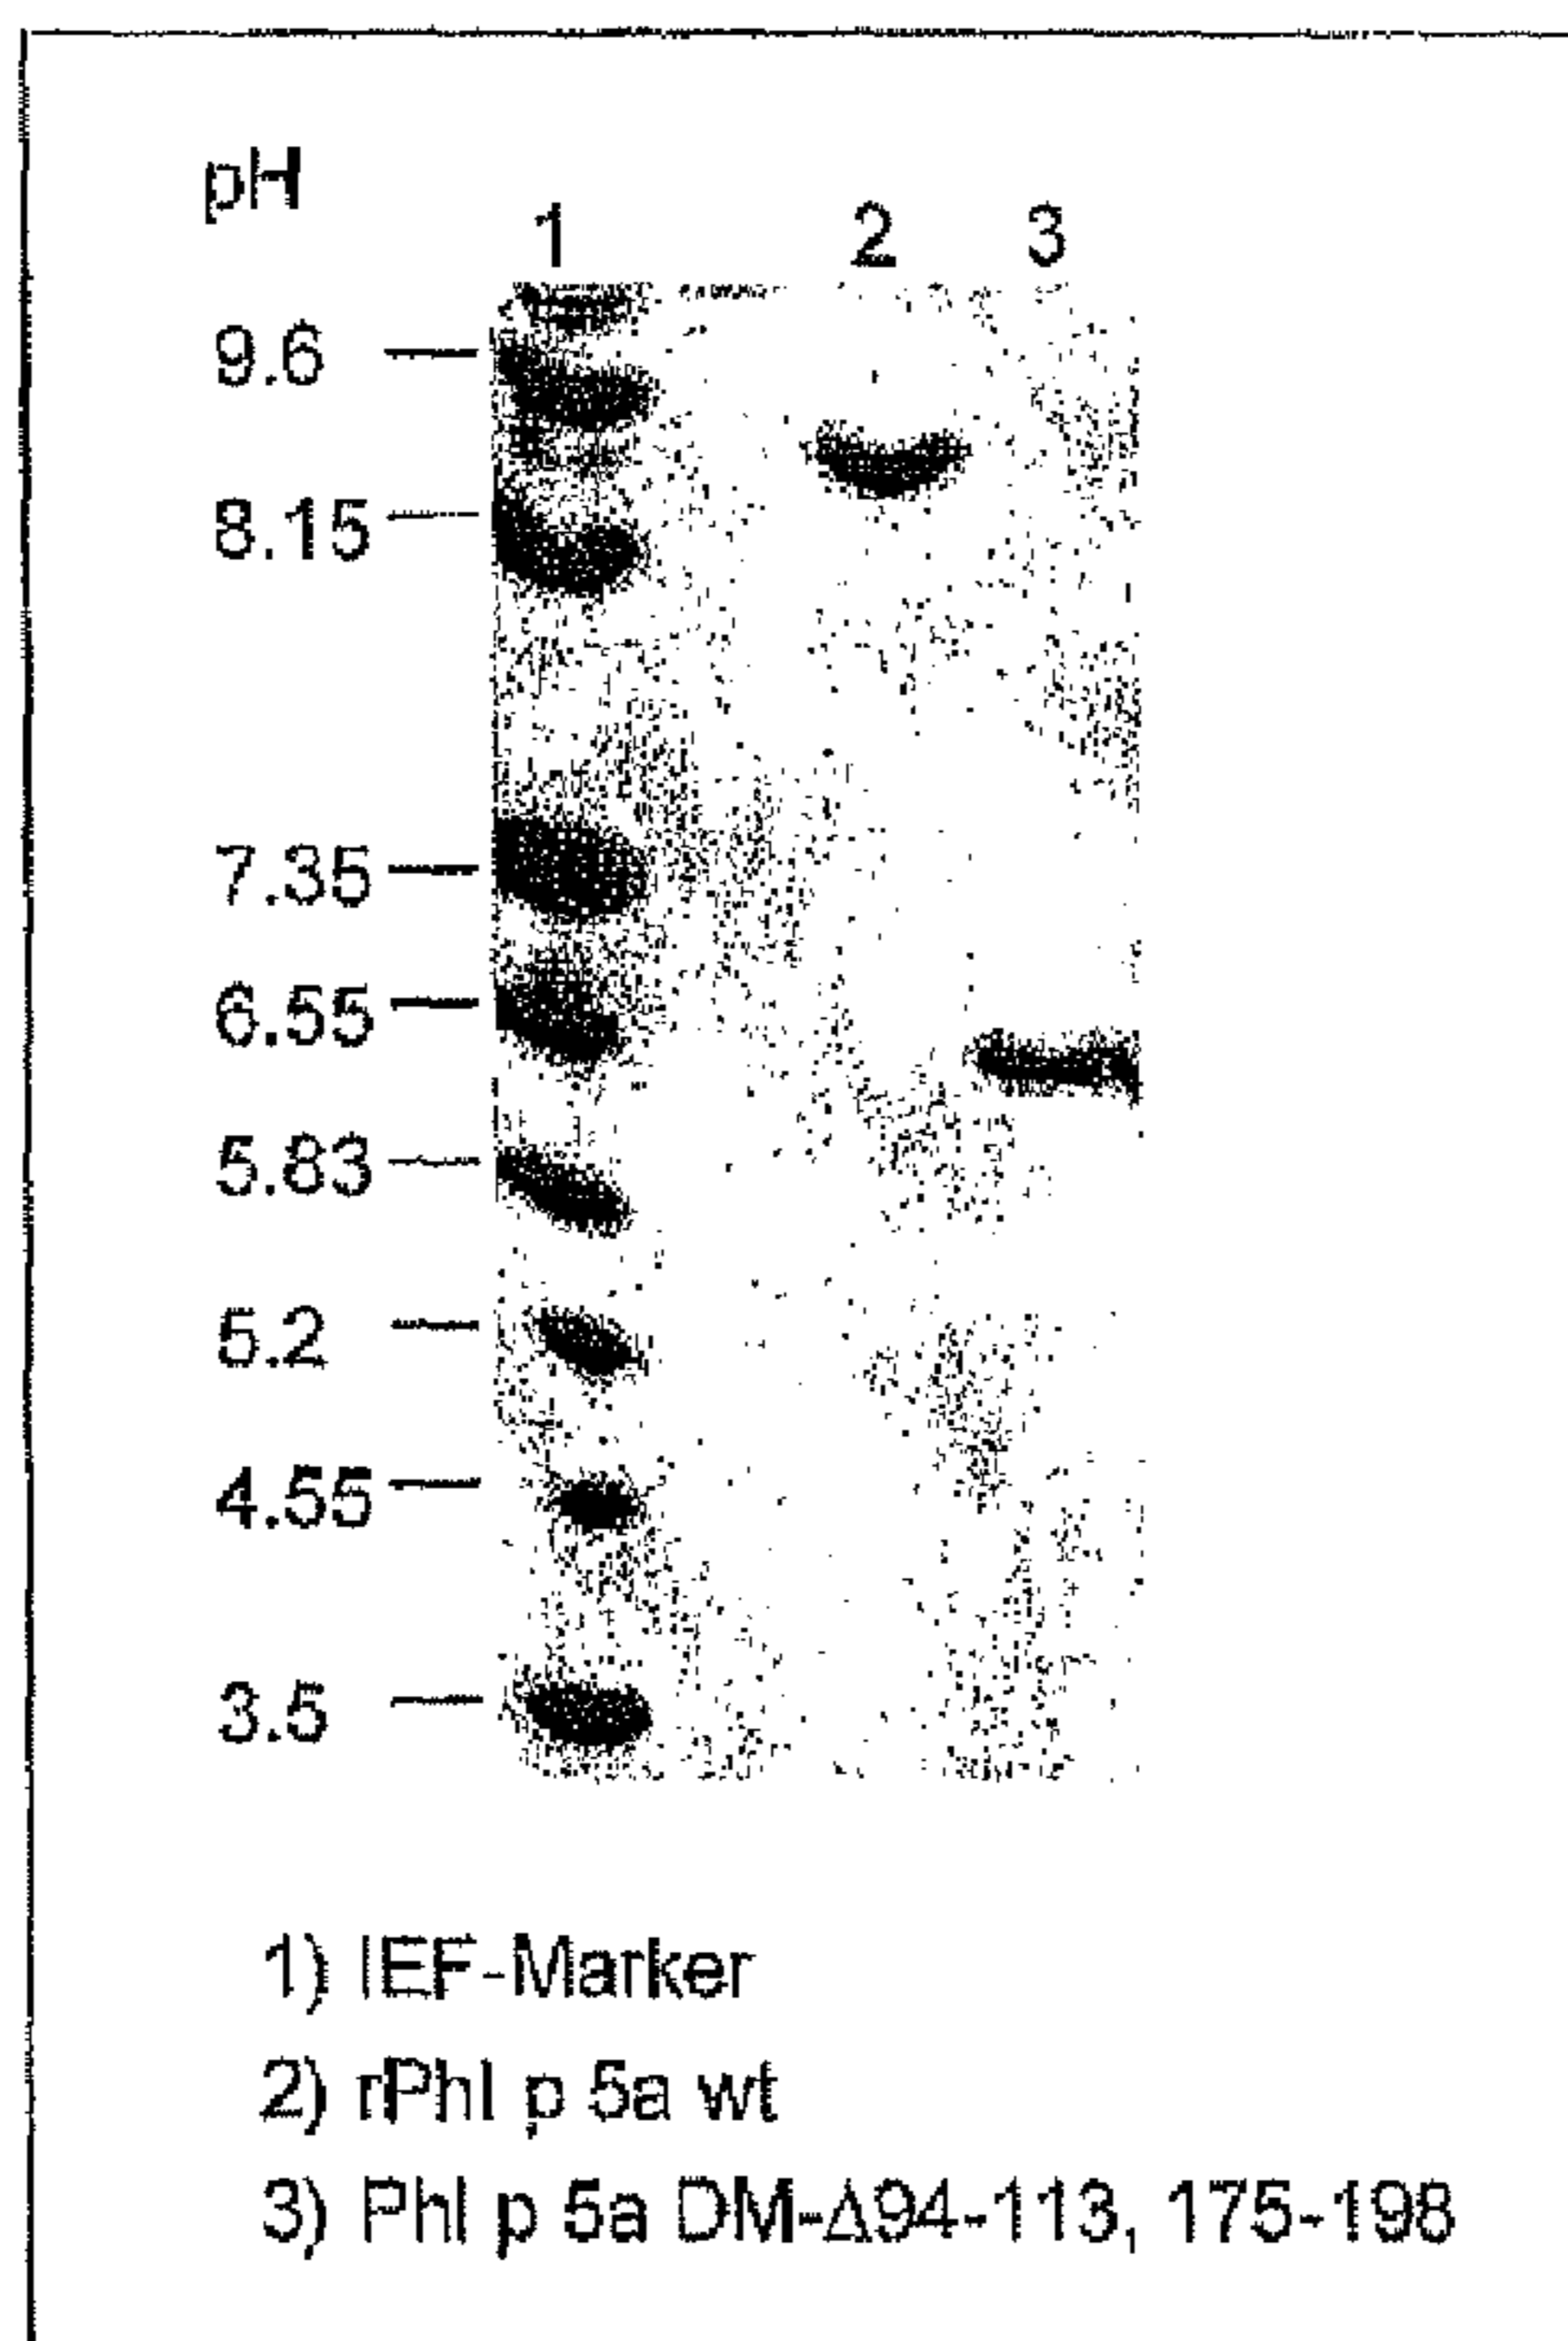 pH
1 2 3
9.6
8.15
7.35
6.55
5.83
5.2
4.55
3.5
1) IEF-Marker
2) rPhl p 5a wt
3) Phl p 5a DM-Δ94-113, 175-198